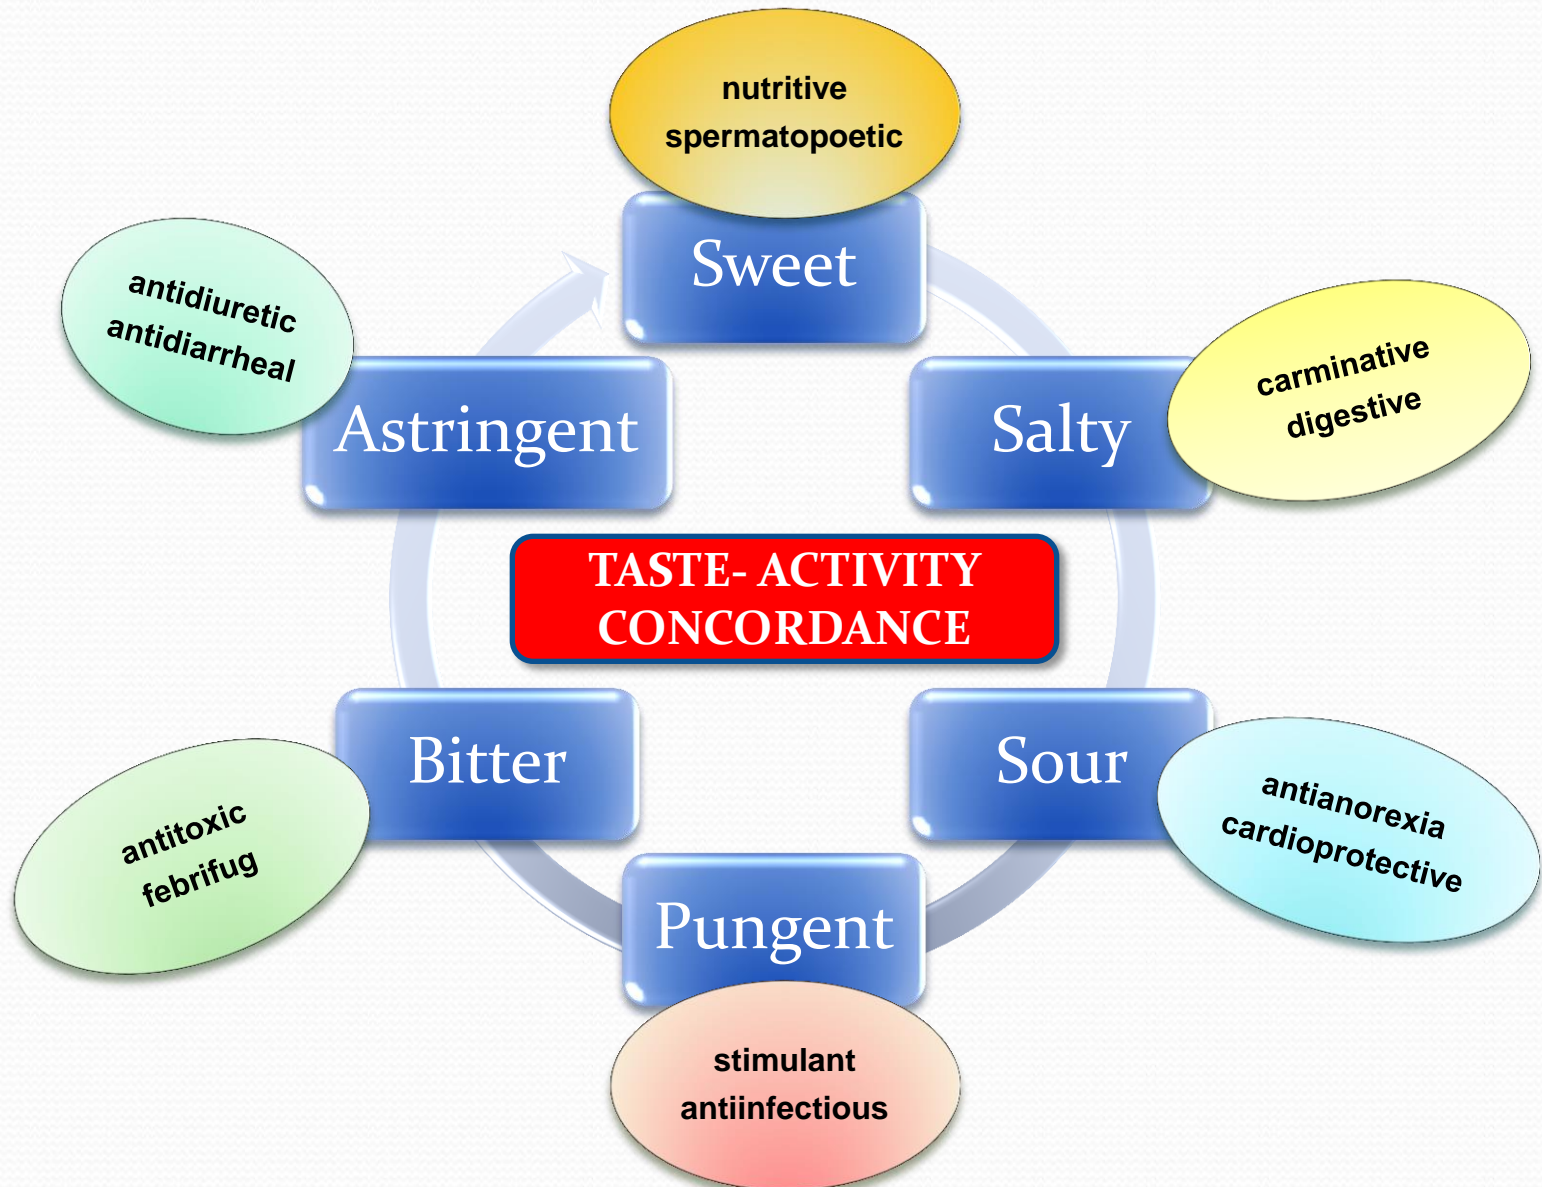 nutritive
spermatopoetic
Sweet
antidiuretic
antidiarrheal
Astringent
carminative
digestive
Salty
TASTE- ACTIVITY
CONCORDANCE
Bitter
antitoxic
febrifug
Sour
antianorexia
cardioprotective
Pungent
stimulant
antiinfectious